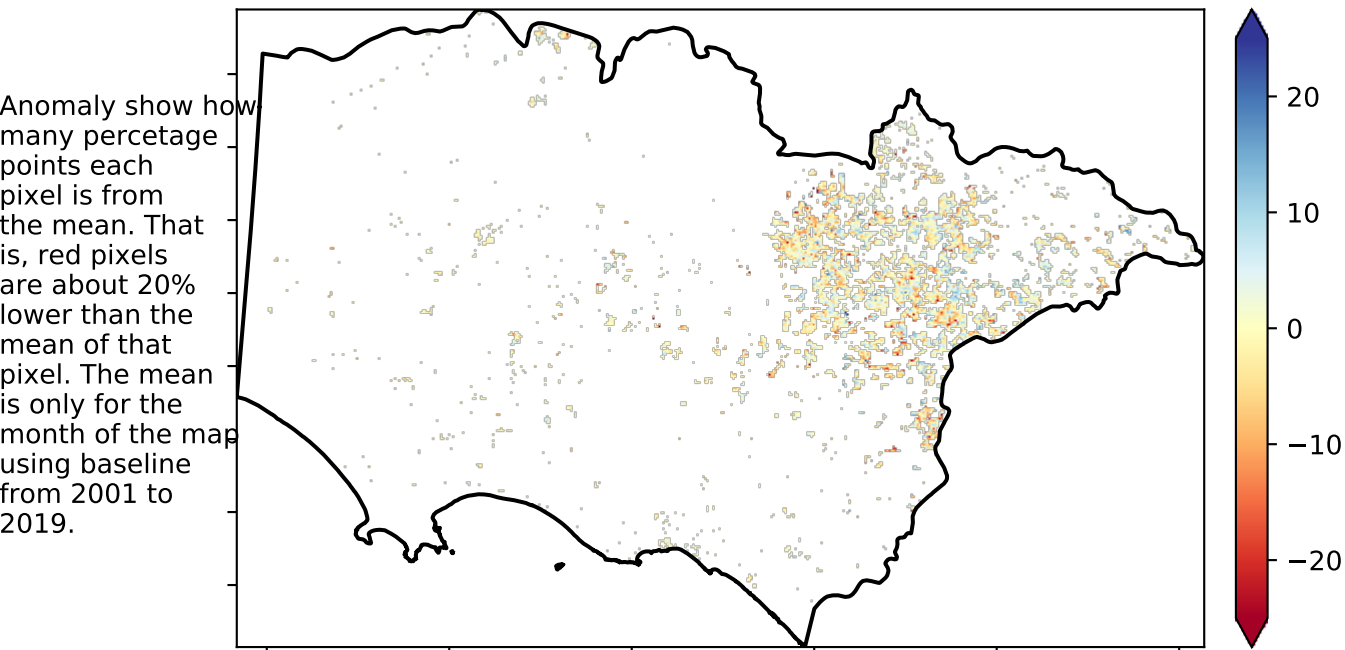 Anomaly show how
many percetage
points each
pixel is from
the mean. That
is, red pixels
are about 20%
lower than the
mean of that
pixel. The mean
is only for the
month of the map
using baseline
from 2001 to
2019.
20
10
0
−10
−20